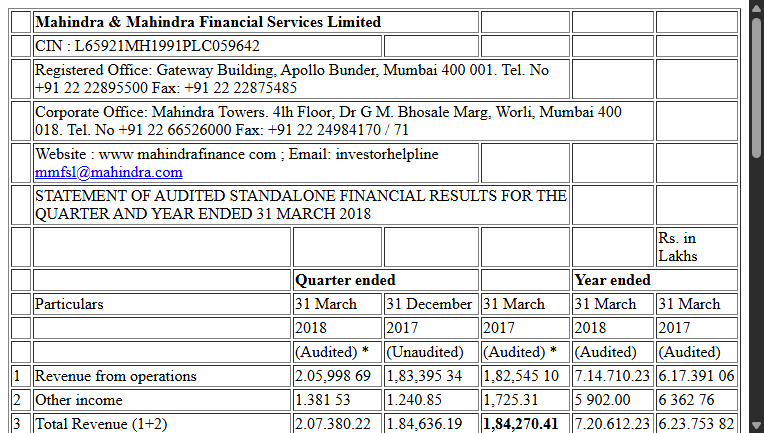 Mahindra & Mahindra Financial Services Limited
CIN : L65921MH1991PLC059642
Registered Office: Gateway Building, Apollo Bunder, Mumbai 400 001. Tel. No
+91 22 22895500 Fax: +91 22 22875485
Corporate Office: Mahindra Towers. 4lh Floor, Dr G M. Bhosale Marg, Worli, Mumbai 400
018. Tel. No +91 22 66526000 Fax: +91 22 24984170 / 71
Website : www mahindrafinance com ; Email: investorhelpline
mmfsl@mahindra.com
STATEMENT OF AUDITED STANDALONE FINANCIAL RESULTS FOR THE
QUARTER AND YEAR ENDED 31 MARCH 2018
Rs. in
Lakhs
Quarter ended Year ended
Particulars 31 March 31 December 31 March 31 March 31 March
2018 2017 2017 2018 2017
(Audited) * (Unaudited) (Audited) * (Audited) (Audited)
1 Revenue from operations 2.05,998 69 1,83,395 34 1,82,545 10 7.14.710.23 6.17.391 06
2 Other income 1.381 53 1.240.85 1,725.31 5 902.00 6 362 76
3 Total Revenue (1+2) 2.07.380.22 1.84,636.19 1,84,270.41 7.20.612.23 6.23.753 82